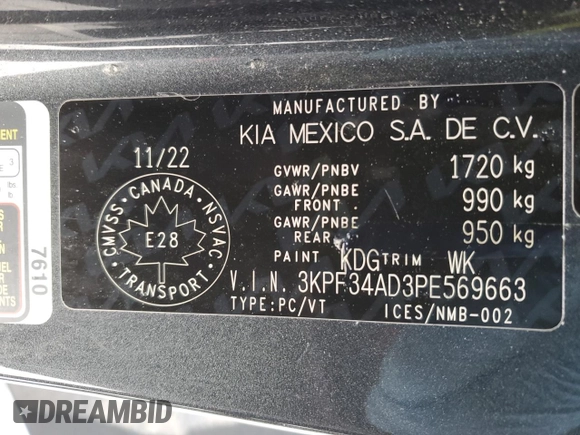 MANUFACTURED BY
KIA MEXICO S.A. DE C.V.
11/22
GVWR/PNBV 1720 kg
GAWR/PNBE FRONT 990 kg
GAWR/PNBE REAR 950 kg
PAINT KDG TRIM WK
V.I.N. 3KPF34AD3PE569663
TYPE:PC/VT ICES/NMB-002
CMVSS · CANADA · NSVAC
E28
TRANSPORT
7610
DREAMBID